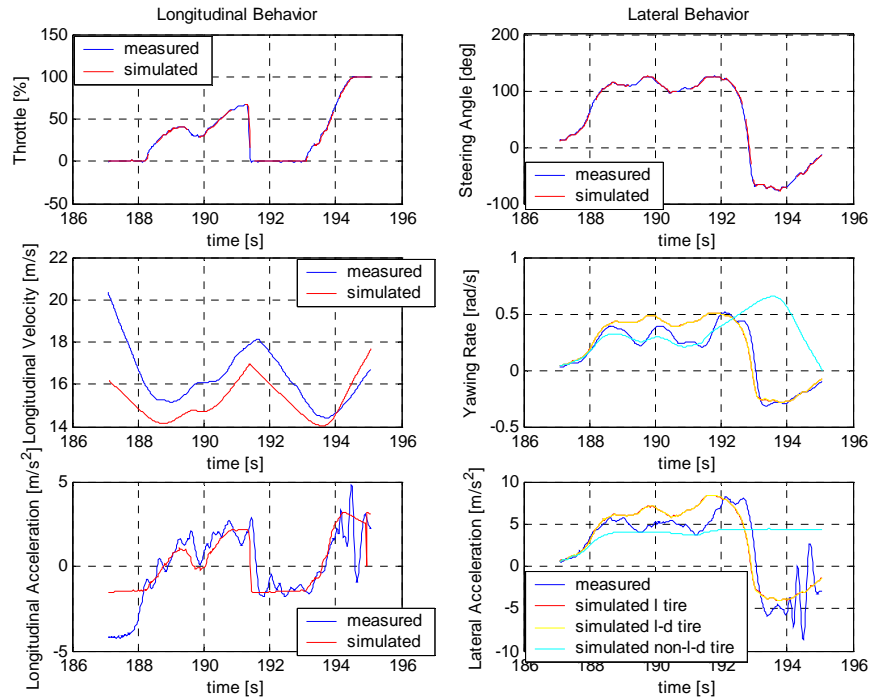 Longitudinal Behavior
150
100
50
0
-50
Throttle [%]
measured
simulated
186 188 190 192 194 196
time [s]
Lateral Behavior
200
100
0
-100
Steering Angle [deg]
measured
simulated
186 188 190 192 194 196
time [s]
22
20
18
16
14
Longitudinal Velocity [m/s]
measured
simulated
186 188 190 192 194 196
time [s]
1
0.5
0
-0.5
Yawing Rate [rad/s]
186 188 190 192 194 196
time [s]
5
0
-5
Longitudinal Acceleration [m/s²]
measured
simulated
186 188 190 192 194 196
time [s]
10
5
0
-5
-10
Lateral Acceleration [m/s²]
measured
simulated l tire
simulated l-d tire
simulated non-l-d tire
186 188 190 192 194 196
time [s]